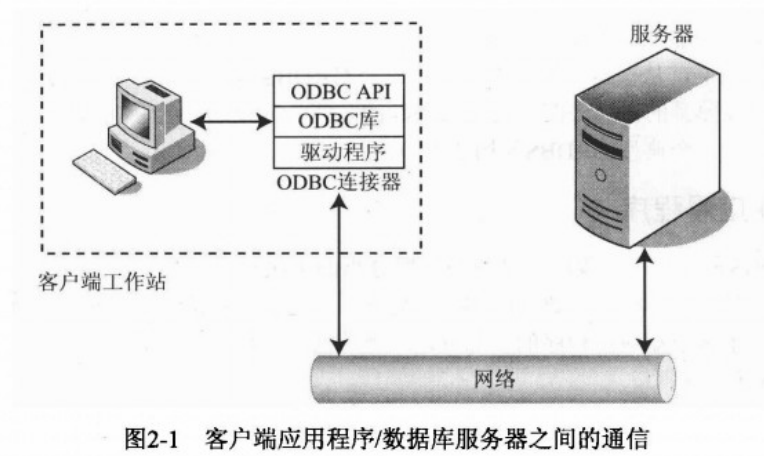 服务器
ODBC API
ODBC库
驱动程序
ODBC连接器
客户端工作站
网络
图2-1 客户端应用程序/数据库服务器之间的通信